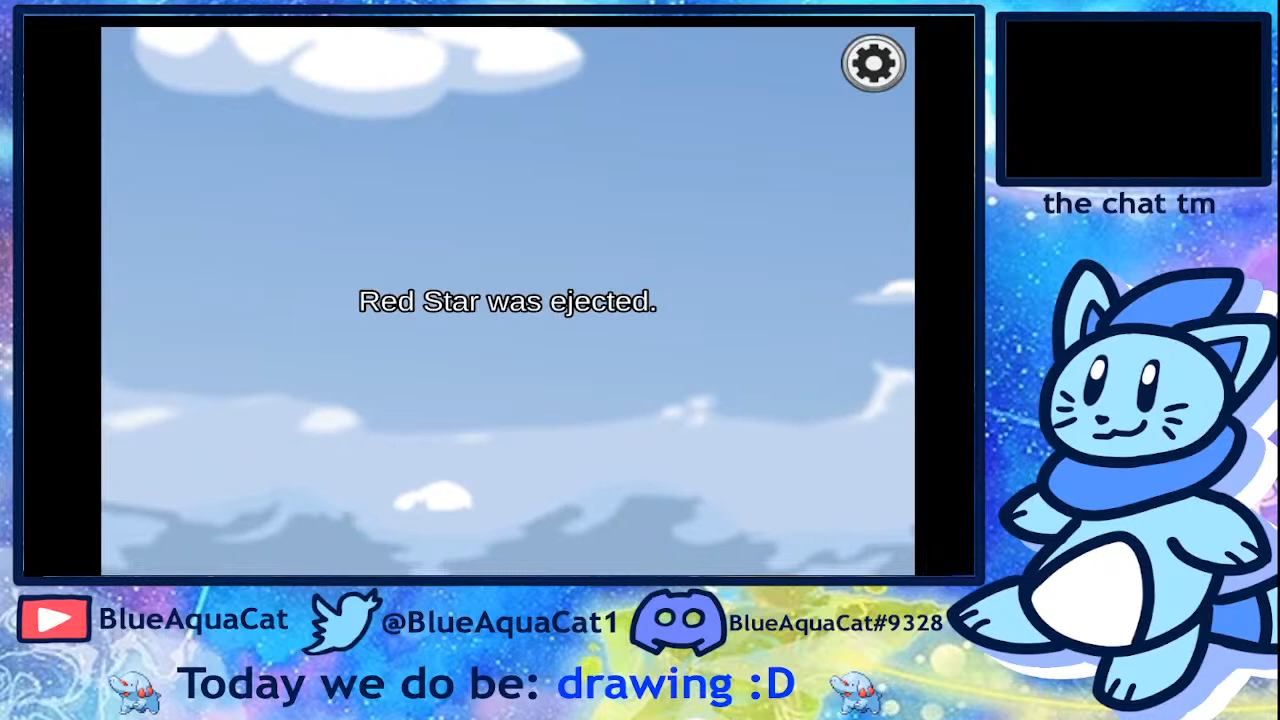 Red Star was ejected.
the chat tm
BlueAquaCat
@BlueAquaCat1
BlueAquaCat#9328
Today we do be: drawing :D